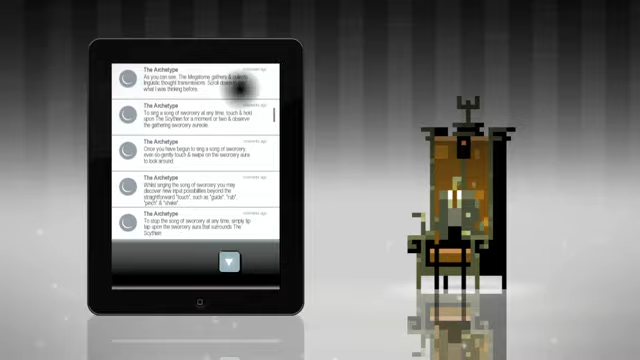 The Archetype
As you can see, The Megatome gathers & collects
linguistic thought transmissions. Scroll down to see
what I was thinking before.
The Archetype
moments ago
To sing a song of sworcery at any time, touch & hold
upon The Scythian for a moment or two & observe
the gathering sworcery aureole.
The Archetype
moments ago
Once you have begun to sing a song of sworcery,
even-so-gently touch & swipe on the sworcery aura
to look around.
The Archetype
moments ago
Whilst singing the song of sworcery you may
discover new input possibilities beyond the
straightforward "touch", such as "guide", "rub",
"pinch" & "shake".
The Archetype
moments ago
To stop the song of sworcery at any time, simply tip
tap upon the sworcery aura that surrounds The
Scythian